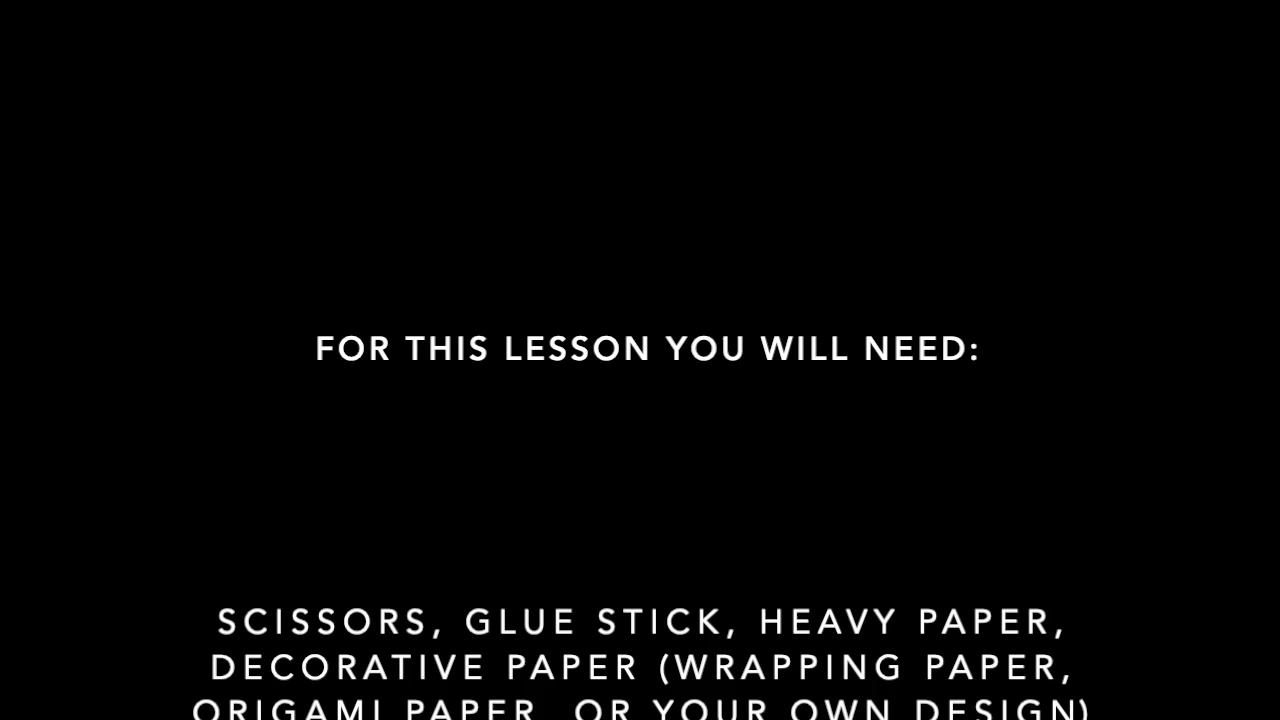 FOR THIS LESSON YOU WILL NEED:
SCISSORS, GLUE STICK, HEAVY PAPER,
DECORATIVE PAPER (WRAPPING PAPER,
ORIGAMI PAPER, OR YOUR OWN DESIGN)